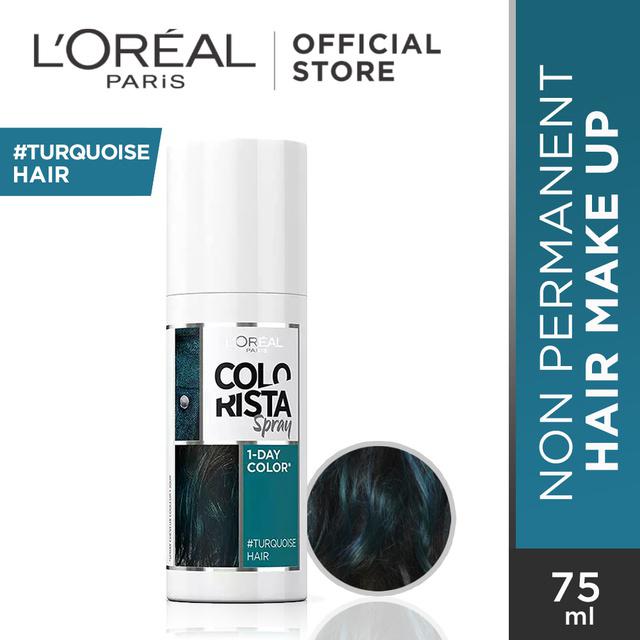 L'ORÉAL
PARiS
OFFICIAL
STORE
#TURQUOISE
HAIR
L'ORÉAL
PARIS
COLO
RISTA
Spray
1-DAY
COLOR*
#TURQUOISE
HAIR
NON PERMANENT
HAIR MAKE UP
75
ml